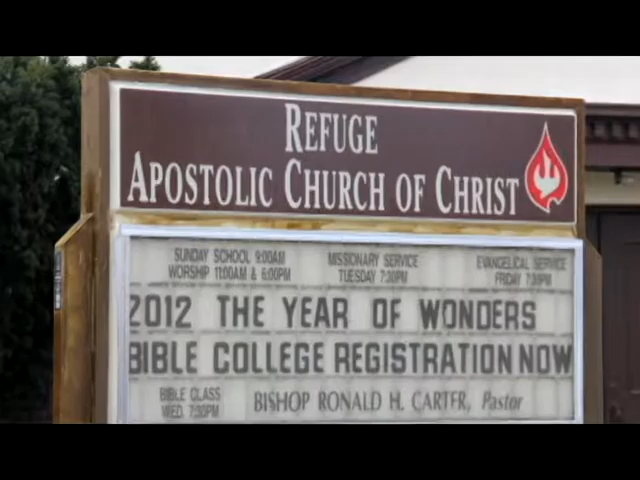 REFUGE
APOSTOLIC CHURCH OF CHRIST
SUNDAY SCHOOL 9:00AM
WORSHIP 11:00AM & 6:00PM
MISSIONARY SERVICE
TUESDAY 7:30PM
EVANGELICAL SERVICE
FRIDAY 7:30PM
2012 THE YEAR OF WONDERS
BIBLE COLLEGE REGISTRATION NOW
BIBLE CLASS
WED. 7:30PM
BISHOP RONALD H. CARTER, Pastor